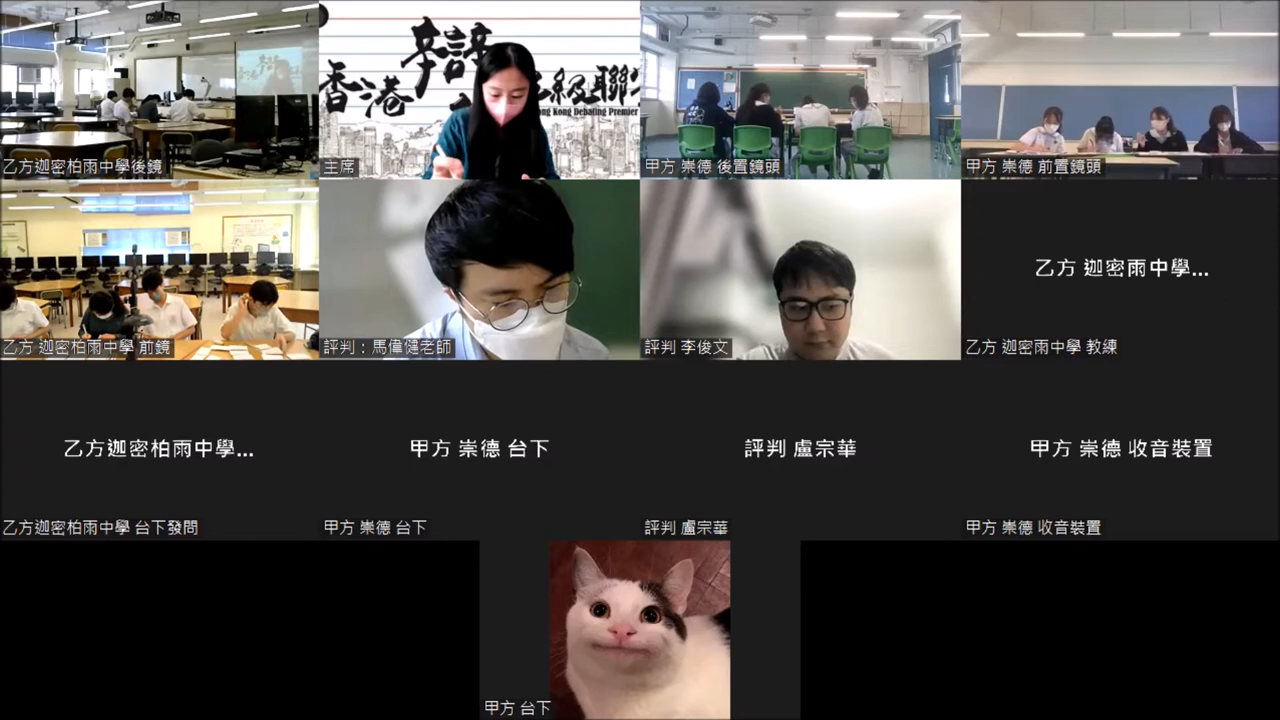 乙方迦密柏雨中學後鏡
香港辯
級聯
ong Kong Debating Premier
主席
甲方 崇德 後置鏡頭
甲方 崇德 前置鏡頭
乙方 迦密柏雨中學 前鏡
評判：馬偉健老師
評判 李俊文
乙方 迦密雨中學...
乙方 迦密雨中學 教練
乙方迦密柏雨中學...
乙方迦密柏雨中學 台下發問
甲方 崇德 台下
甲方 崇德 台下
評判 盧宗華
評判 盧宗華
甲方 崇德 收音裝置
甲方 崇德 收音裝置
甲方 台下